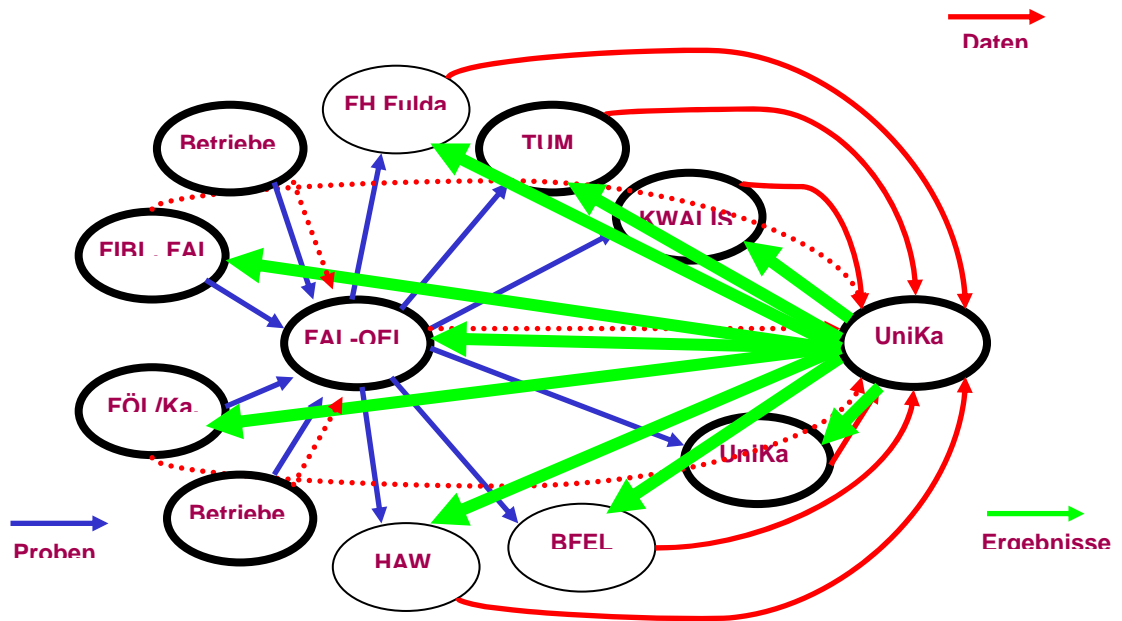 Daten
FH Fulda
Betriebe
TUM
KWALIS
FIBL - FAL
UniKa
FAL-OEL
FÖL/Ka.
UniKa
Betriebe
BFEL
HAW
Proben
Ergebnisse